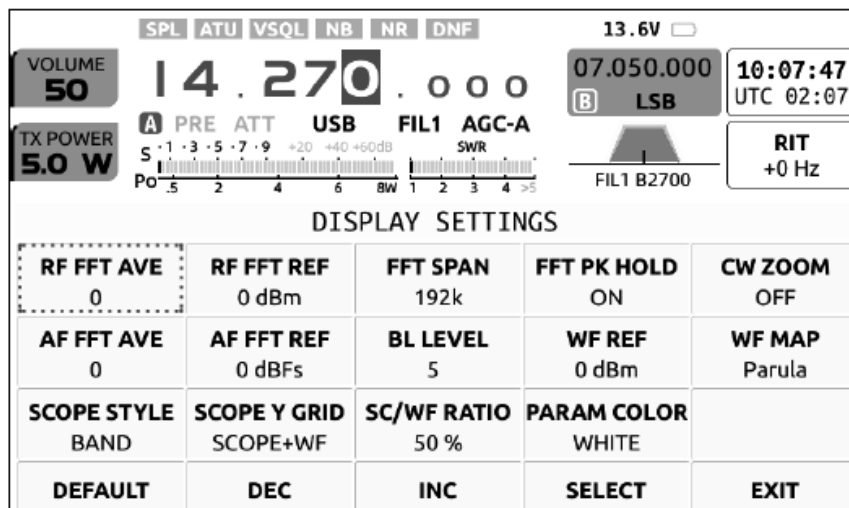 SPL ATU VSQL NB NR DNF 13.6V
VOLUME
50
14.270.000
07.050.000
B LSB
10:07:47
UTC 02:07
A PRE ATT USB FIL1 AGC-A
TX POWER
5.0 W
S ·1 ·3 ·5 ·7 ·9 +20 +40 +60dB SWR
Po .5 2 4 6 8W 1 2 3 4 >5
FIL1 B2700
RIT
+0 Hz
DISPLAY SETTINGS
RF FFT AVE RF FFT REF FFT SPAN FFT PK HOLD CW ZOOM
0 0 dBm 192k ON OFF
AF FFT AVE AF FFT REF BL LEVEL WF REF WF MAP
0 0 dBFs 5 0 dBm Parula
SCOPE STYLE SCOPE Y GRID SC/WF RATIO PARAM COLOR
BAND SCOPE+WF 50 % WHITE
DEFAULT DEC INC SELECT EXIT